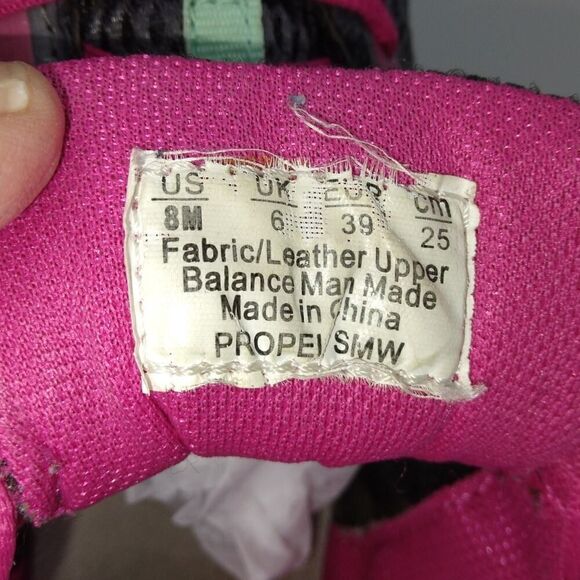 US UK EUR cm
8M 6 39 25
Fabric/Leather Upper
Balance Man Made
Made in China
PROPEL SMW